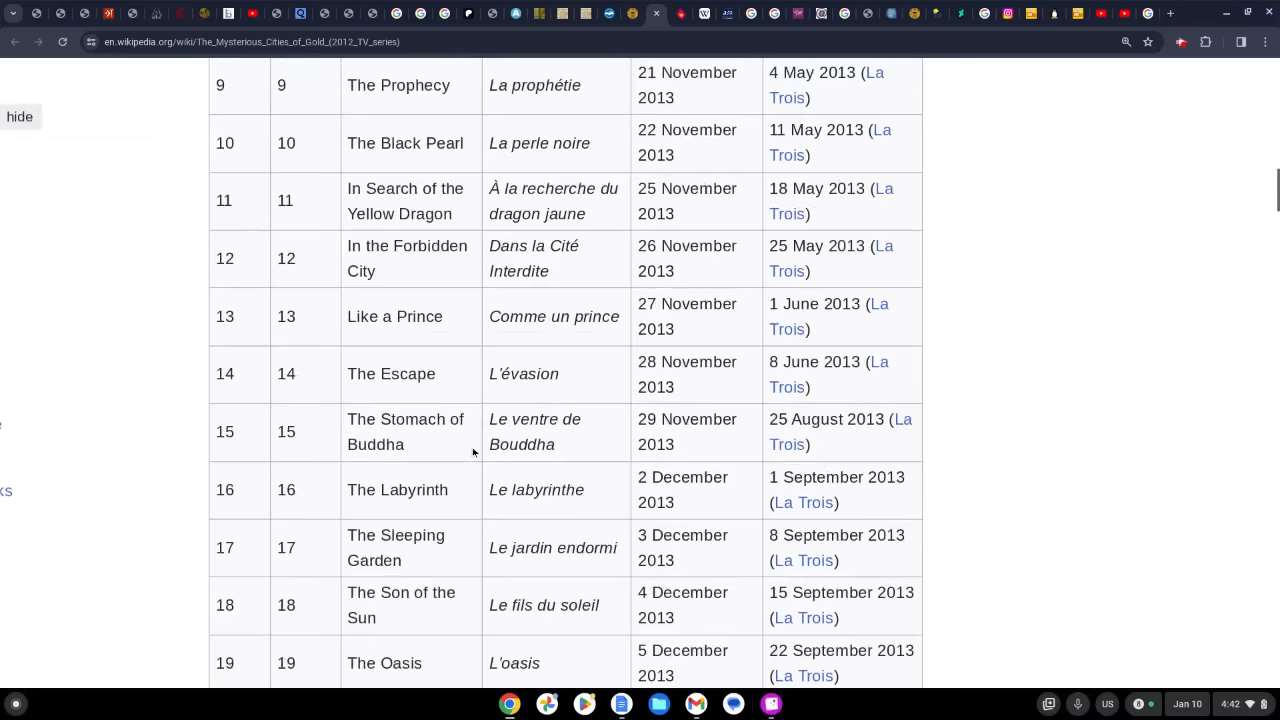 en.wikipedia.org/wiki/The_Mysterious_Cities_of_Gold_(2012_TV_series)
hide
9 9 The Prophecy La prophétie 21 November 2013 4 May 2013 (La Trois)
10 10 The Black Pearl La perle noire 22 November 2013 11 May 2013 (La Trois)
11 11 In Search of the Yellow Dragon À la recherche du dragon jaune 25 November 2013 18 May 2013 (La Trois)
12 12 In the Forbidden City Dans la Cité Interdite 26 November 2013 25 May 2013 (La Trois)
13 13 Like a Prince Comme un prince 27 November 2013 1 June 2013 (La Trois)
14 14 The Escape L'évasion 28 November 2013 8 June 2013 (La Trois)
15 15 The Stomach of Buddha Le ventre de Bouddha 29 November 2013 25 August 2013 (La Trois)
16 16 The Labyrinth Le labyrinthe 2 December 2013 1 September 2013 (La Trois)
17 17 The Sleeping Garden Le jardin endormi 3 December 2013 8 September 2013 (La Trois)
18 18 The Son of the Sun Le fils du soleil 4 December 2013 15 September 2013 (La Trois)
19 19 The Oasis L'oasis 5 December 2013 22 September 2013 (La Trois)
ks
US 8 Jan 10 4:42